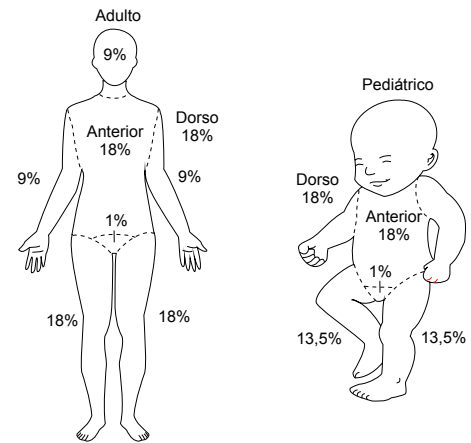 Adulto
9%
Anterior
18%
Dorso
18%
9%
9%
1%
18%
18%
Pediátrico
Dorso
18%
Anterior
18%
1%
13,5%
13,5%